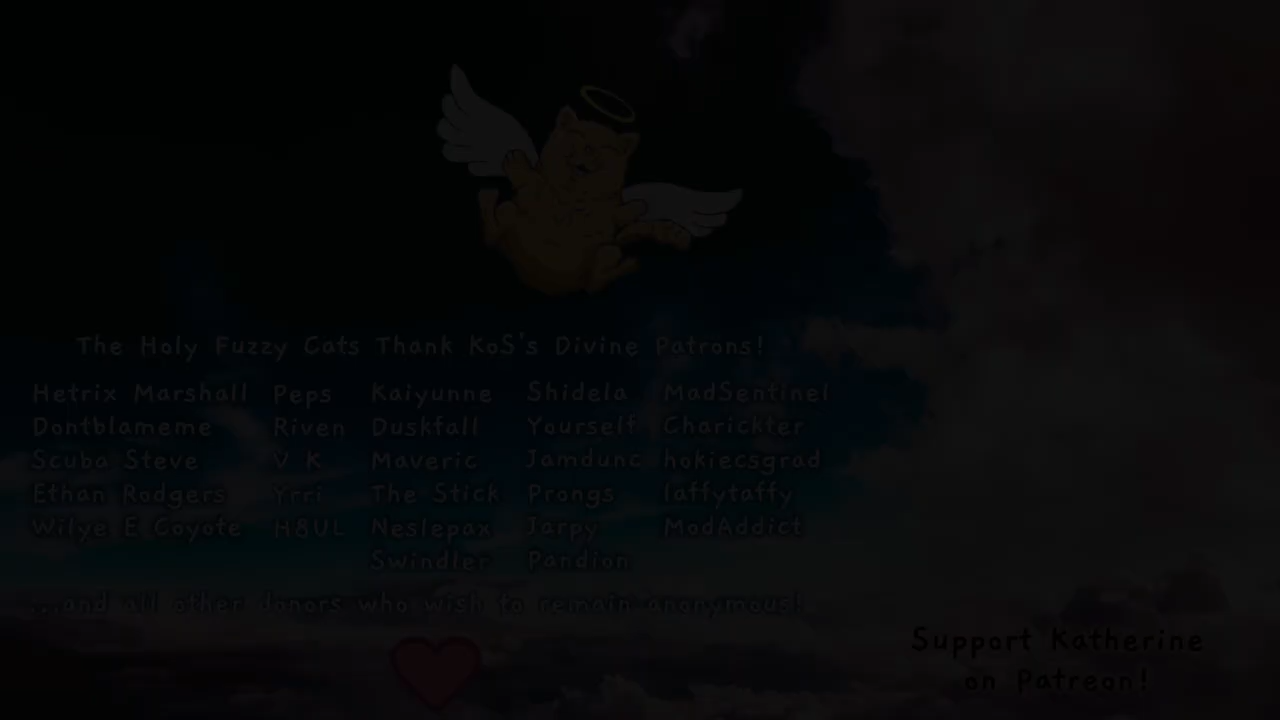 The Holy Fuzzy Cats Thank KoS's Divine Patrons!
Hetrix Marshall Peps Kaiyunne Shidela MadSentinel
Dontblameme Riven Duskfall Yourself Charickter
Scuba Steve V K Maveric Jamdunc hokiecsgrad
Ethan Rodgers Yrri The Stick Prongs laffytaffy
Wilye E Coyote H8UL Neslepax Jarpy ModAddict
Swindler Pandion
...and all other donors who wish to remain anonymous!
Support Katherine
on Patreon!